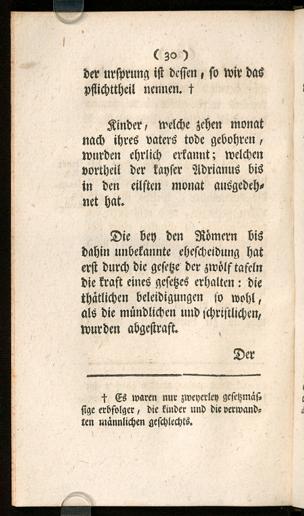 ( 30 )
der ursprung ist dessen, so wir das
pflichttheil nennen. †
Kinder, welche zehen monat
nach ihres vaters tode gebohren,
wurden ehrlich erkannt; welchen
vortheil der kayser Adrianus bis
in den eilften monat ausgedeh-
net hat.
Die bey den Römern bis
dahin unbekannte ehescheidung hat
erst durch die gesetze der zwölf tafeln
die kraft eines gesetzes erhalten: die
thätlichen beleidigungen so wohl,
als die mündlichen und schriftlichen,
wurden abgestraft.
Der
† Es waren nur zweyerley gesetzmäs-
sige erbfolger, die kinder und die verwand-
ten männlichen geschlechts.